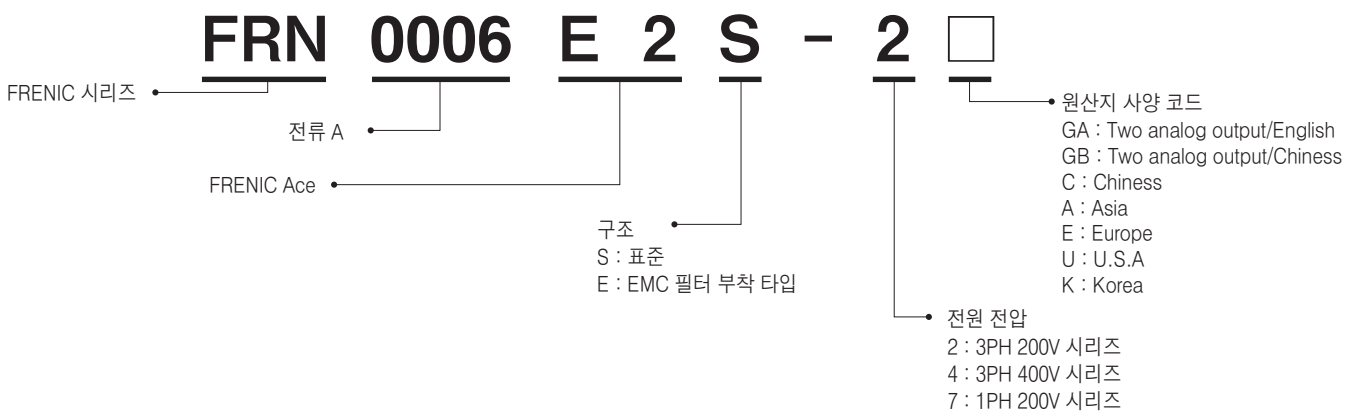 FRN 0006 E 2 S - 2 □
FRENIC 시리즈
전류 A
FRENIC Ace
구조
S : 표준
E : EMC 필터 부착 타입
원산지 사양 코드
GA : Two analog output/English
GB : Two analog output/Chiness
C : Chiness
A : Asia
E : Europe
U : U.S.A
K : Korea
전원 전압
2 : 3PH 200V 시리즈
4 : 3PH 400V 시리즈
7 : 1PH 200V 시리즈